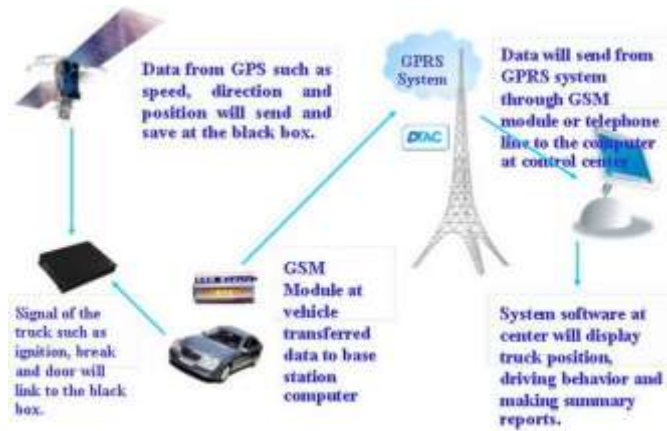 Data from GPS such as
speed, direction and
position will send and
save at the black box.
GPRS
System
DTAC
Data will send from
GPRS system
through GSM
module or telephone
line to the computer
at control center
GSM
Module at
vehicle
transferred
data to base
station
computer
Signal of the
truck such as
ignition, break
and door will
link to the black
box.
System software at
center will display
truck position,
driving behavior and
making summary
reports.